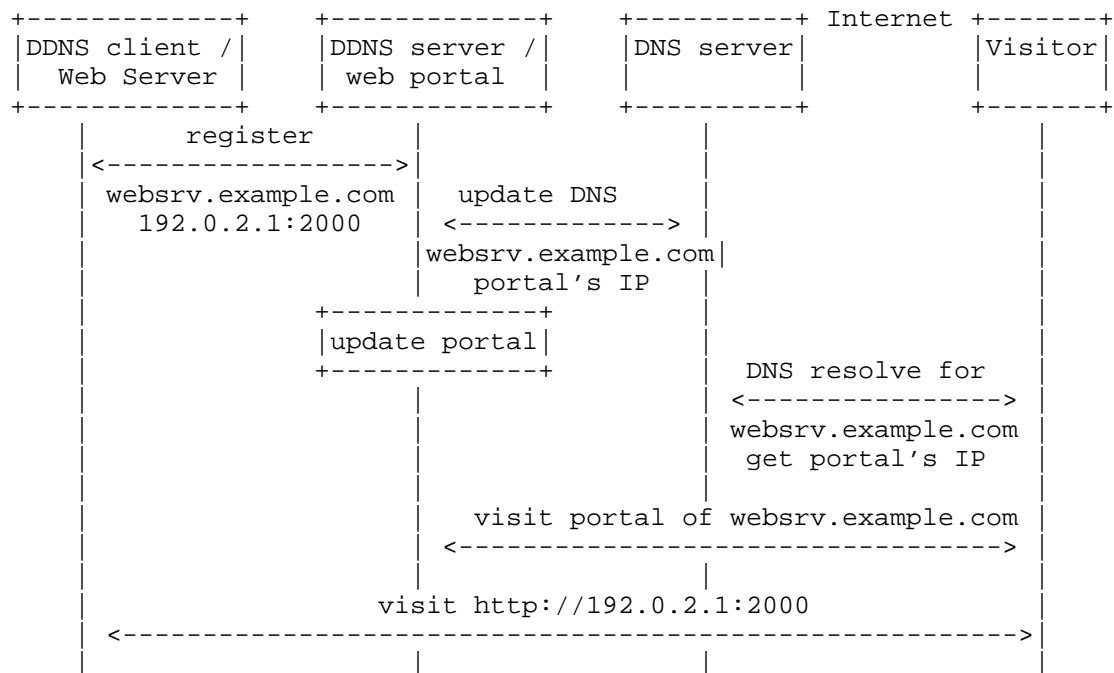 Internet
DDNS client / DDNS server / DNS server Visitor
Web Server web portal
register
websrv.example.com update DNS
192.0.2.1:2000
websrv.example.com
portal's IP
update portal
DNS resolve for
websrv.example.com
get portal's IP
visit portal of websrv.example.com
visit http://192.0.2.1:2000